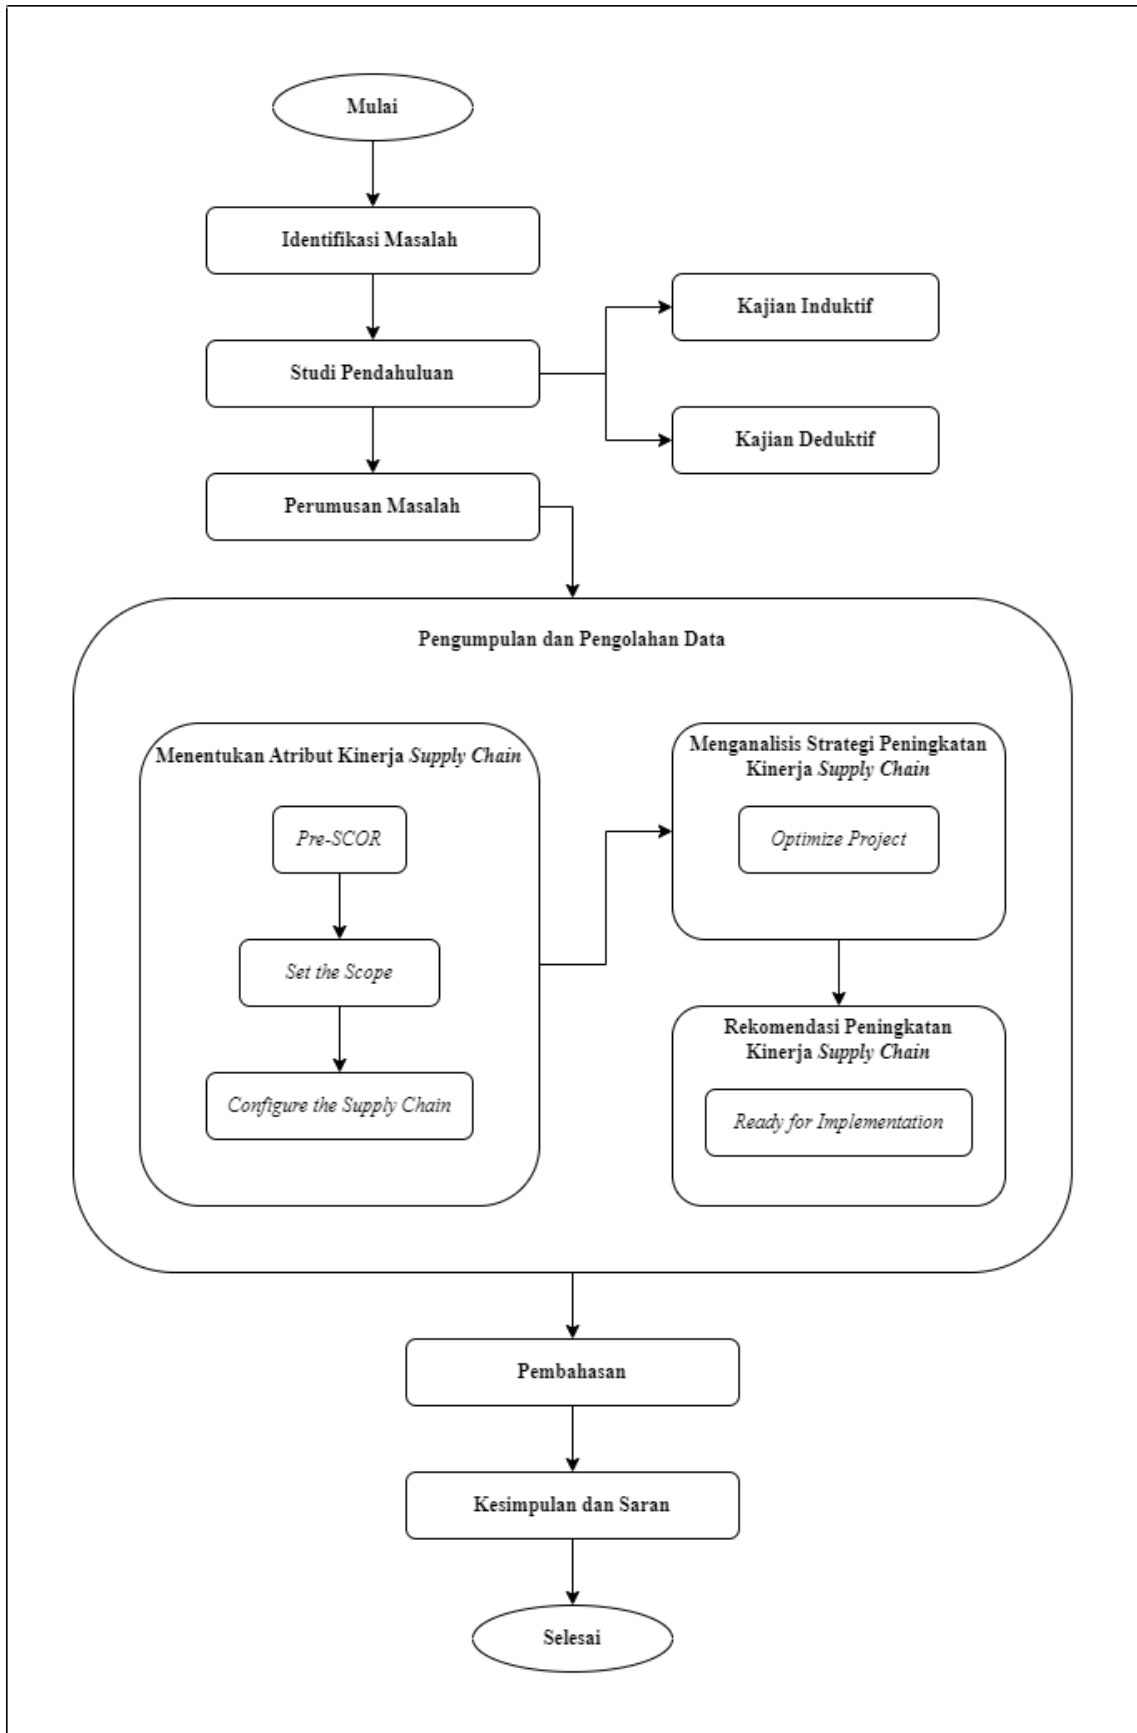 Mulai
Identifikasi Masalah
Studi Pendahuluan
Kajian Induktif
Kajian Deduktif
Perumusan Masalah
Pengumpulan dan Pengolahan Data
Menentukan Atribut Kinerja Supply Chain
Pre-SCOR
Set the Scope
Configure the Supply Chain
Menganalisis Strategi Peningkatan
Kinerja Supply Chain
Optimize Project
Rekomendasi Peningkatan
Kinerja Supply Chain
Ready for Implementation
Pembahasan
Kesimpulan dan Saran
Selesai